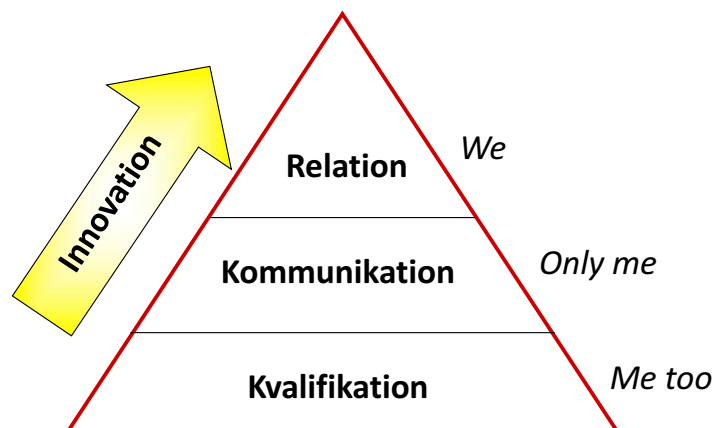 Innovation
Relation
We
Kommunikation
Only me
Kvalifikation
Me too